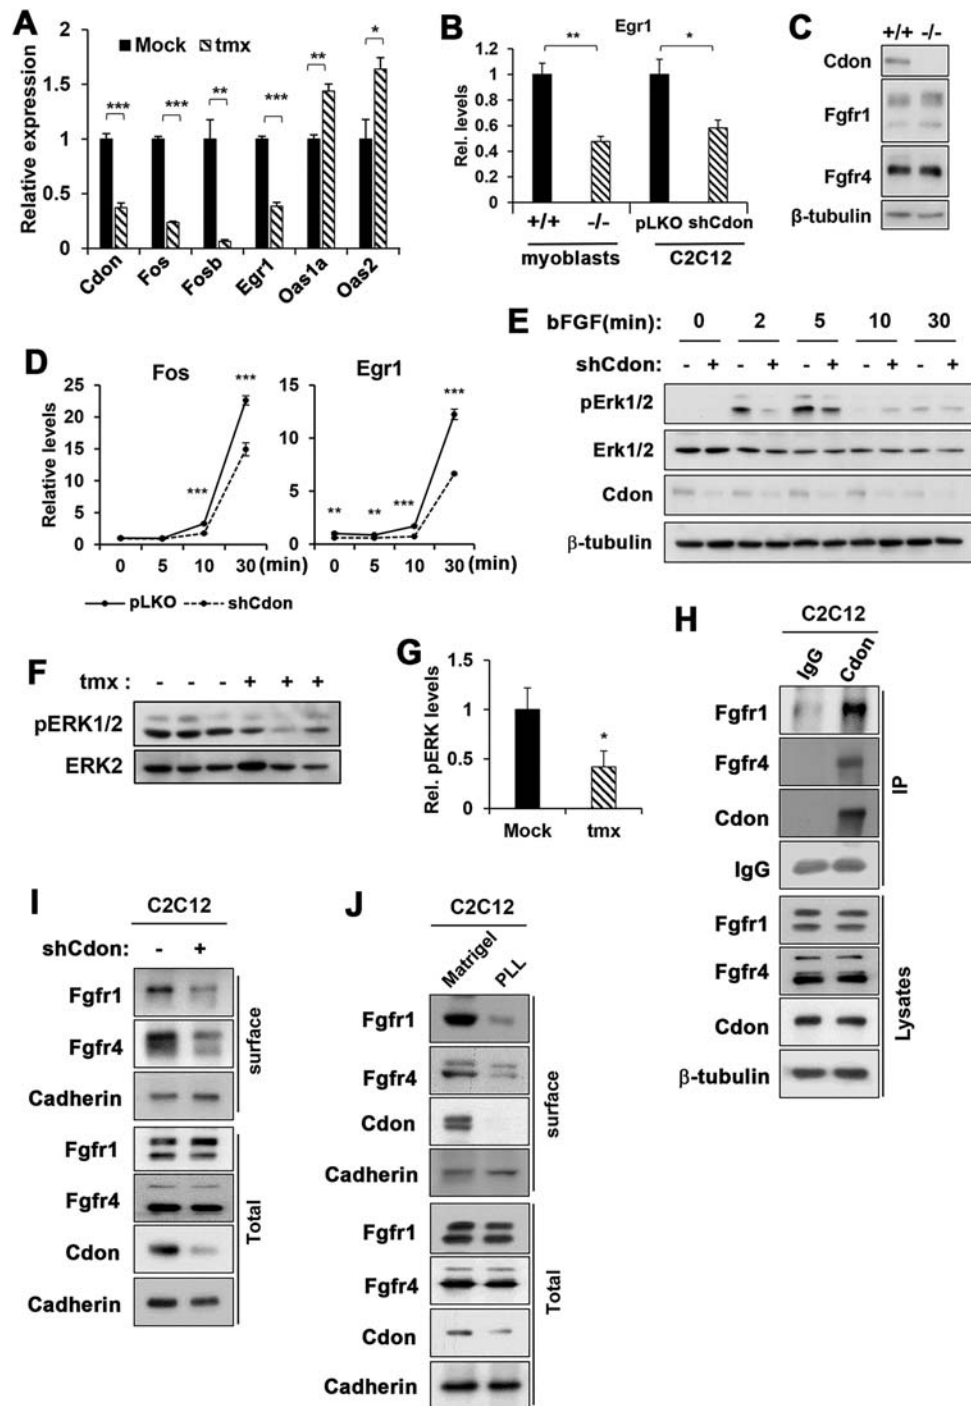 A
Relative expression
2
1.5
1
0.5
0
Mock
tmx
***
***
**
***
**
*
Cdon
Fos
Fosb
Egr1
Oas1a
Oas2
B
Egr1
Rel. levels
1.2
1
0.8
0.6
0.4
0.2
0
**
*
+/+
-/-
pLKO shCdon
myoblasts
C2C12
C
+/+ -/-
Cdon
Fgfr1
Fgfr4
β-tubulin
D
Fos
Relative levels
25
20
15
10
5
0
***
***
0 5 10 30 (min)
Egr1
15
10
5
0
**
**
***
***
0 5 10 30 (min)
pLKO
shCdon
E
bFGF(min): 0 2 5 10 30
shCdon: - + - + - + - + - +
pErk1/2
Erk1/2
Cdon
β-tubulin
F
tmx : - - - + + +
pERK1/2
ERK2
G
Rel. pERK levels
1.5
1
0.5
0
*
Mock
tmx
H
C2C12
IgG
Cdon
Fgfr1
Fgfr4
Cdon
IgG
IP
Fgfr1
Fgfr4
Cdon
β-tubulin
Lysates
I
C2C12
shCdon: - +
Fgfr1
Fgfr4
Cadherin
surface
Fgfr1
Fgfr4
Cdon
Cadherin
Total
J
C2C12
Matrigel
PLL
Fgfr1
Fgfr4
Cdon
Cadherin
surface
Fgfr1
Fgfr4
Cdon
Cadherin
Total